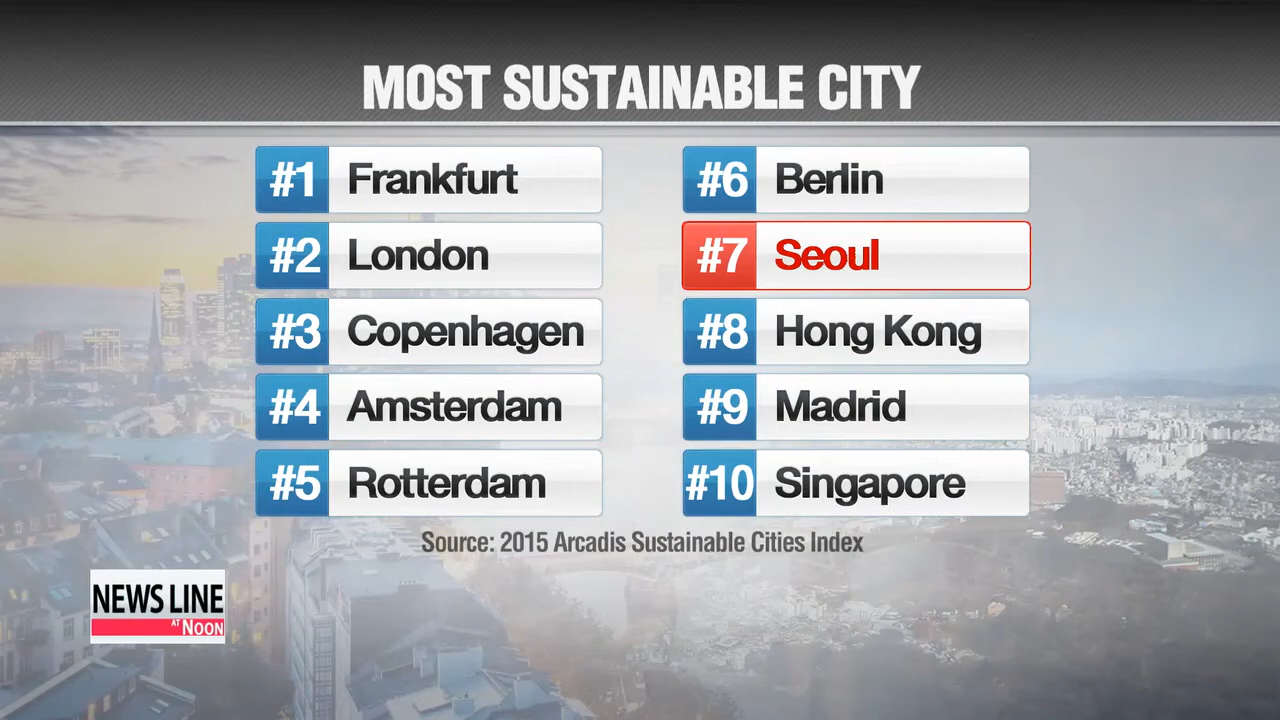 MOST SUSTAINABLE CITY
#1 Frankfurt
#2 London
#3 Copenhagen
#4 Amsterdam
#5 Rotterdam
#6 Berlin
#7 Seoul
#8 Hong Kong
#9 Madrid
#10 Singapore
Source: 2015 Arcadis Sustainable Cities Index
NEWS LINE
AT NOON